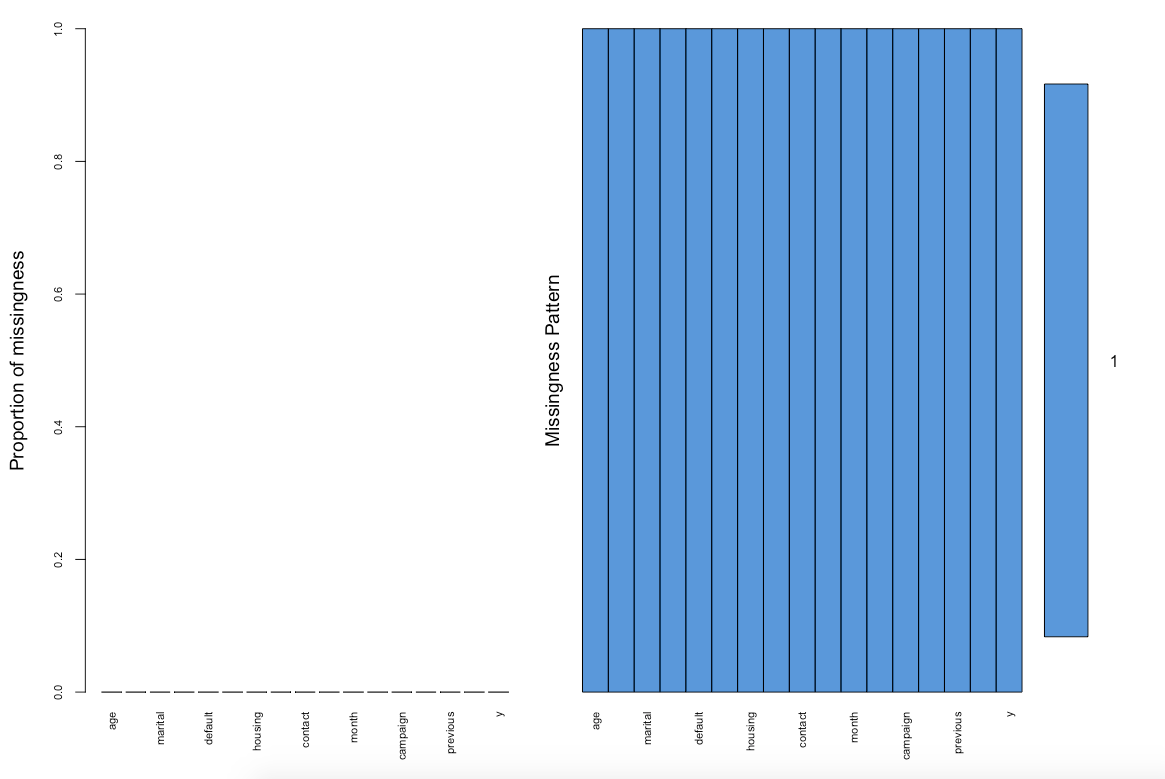 Proportion of missingness
1.0
0.8
0.6
0.4
0.2
0.0
age
marital
default
housing
contact
month
campaign
previous
y
Missingness Pattern
age
marital
default
housing
contact
month
campaign
previous
y
1